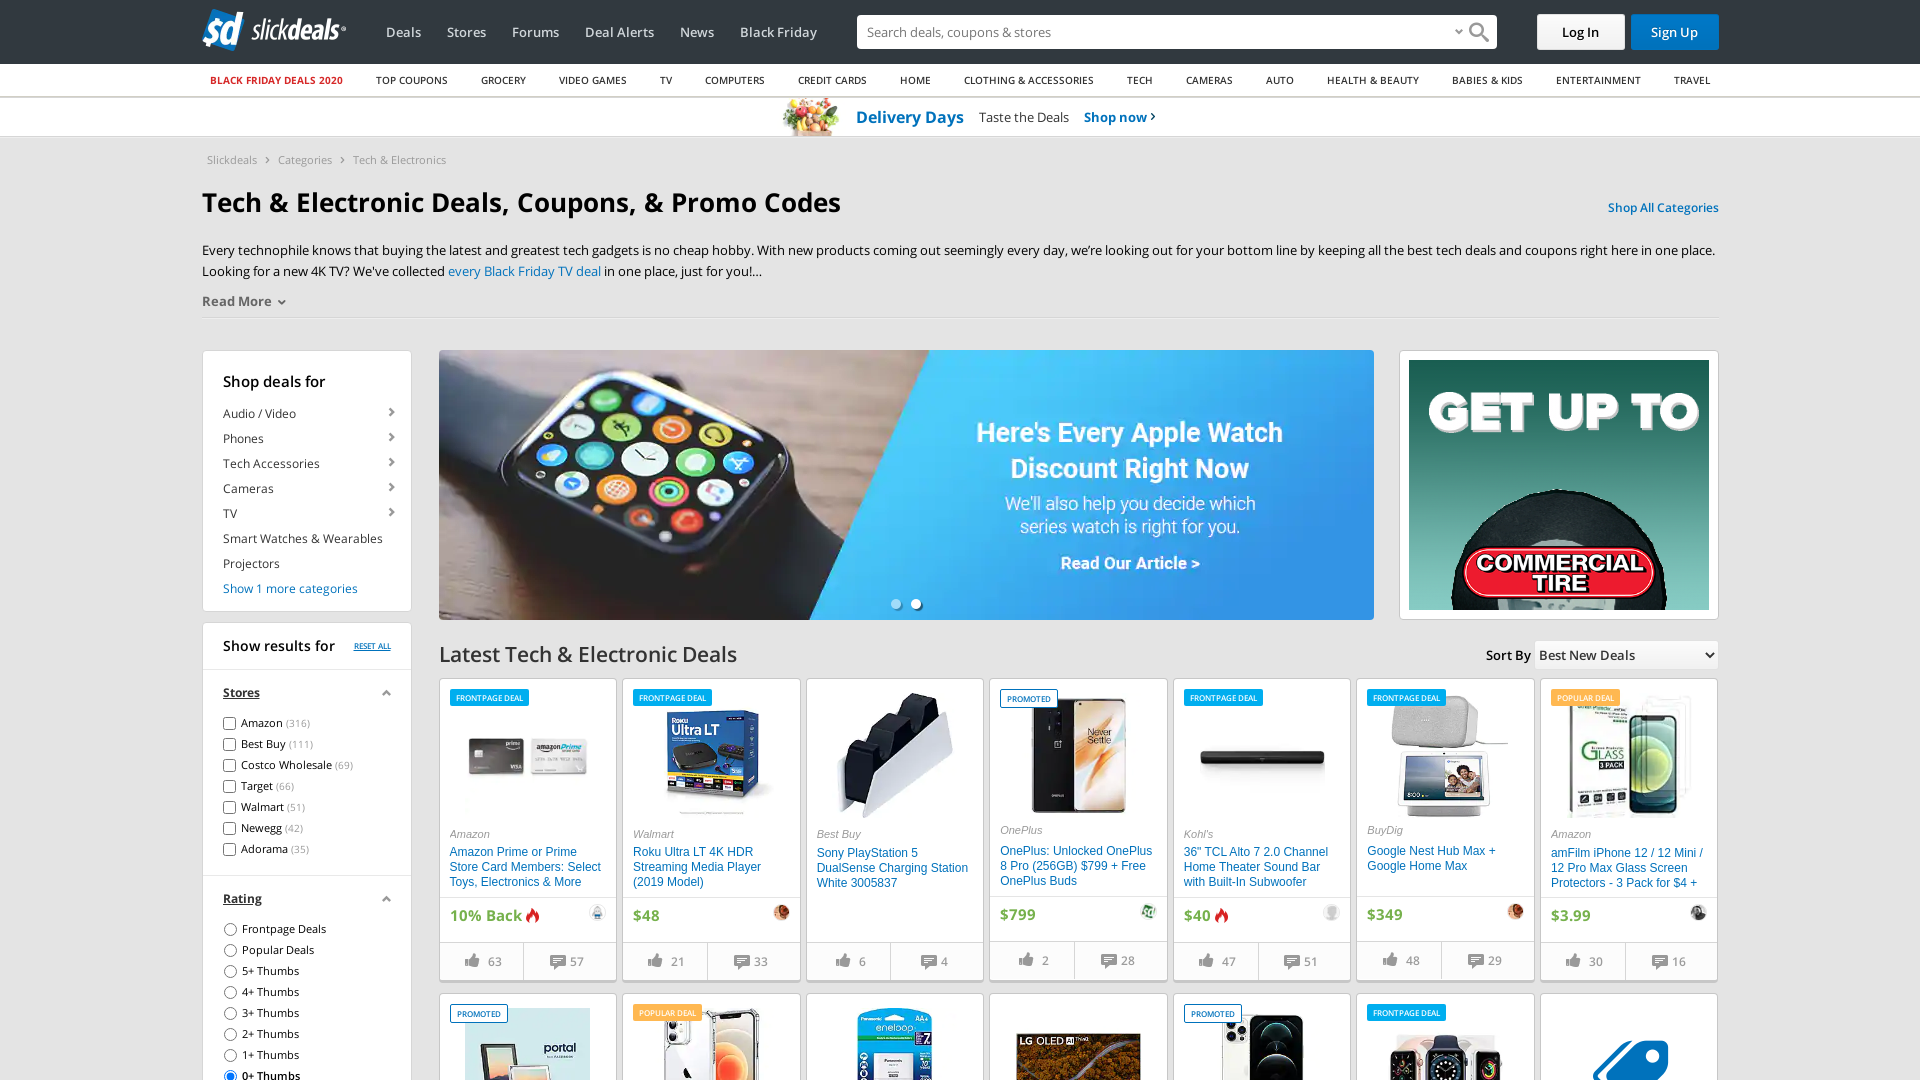 slickdeals
Deals
Stores
Forums
Deal Alerts
News
Black Friday
Search deals, coupons & stores
Log In
Sign Up
BLACK FRIDAY DEALS 2020
TOP COUPONS
GROCERY
VIDEO GAMES
TV
COMPUTERS
CREDIT CARDS
HOME
CLOTHING & ACCESSORIES
TECH
CAMERAS
AUTO
HEALTH & BEAUTY
BABIES & KIDS
ENTERTAINMENT
TRAVEL
Delivery Days Taste the Deals Shop now ›
Slickdeals › Categories › Tech & Electronics
Tech & Electronic Deals, Coupons, & Promo Codes
Shop All Categories
Every technophile knows that buying the latest and greatest tech gadgets is no cheap hobby. With new products coming out seemingly every day, we’re looking out for your bottom line by keeping all the best tech deals and coupons right here in one place.
Looking for a new 4K TV? We've collected every Black Friday TV deal in one place, just for you!…
Read More
Shop deals for
Audio / Video
Phones
Tech Accessories
Cameras
TV
Smart Watches & Wearables
Projectors
Show 1 more categories
Here's Every Apple Watch
Discount Right Now
We'll also help you decide which
series watch is right for you.
Read Our Article >
GET UP TO
COMMERCIAL
TIRE
Show results for
RESET ALL
Stores
Amazon (316)
Best Buy (111)
Costco Wholesale (69)
Target (66)
Walmart (51)
Newegg (42)
Adorama (35)
Rating
Frontpage Deals
Popular Deals
5+ Thumbs
4+ Thumbs
3+ Thumbs
2+ Thumbs
1+ Thumbs
0+ Thumbs
Latest Tech & Electronic Deals
Sort By Best New Deals
FRONTPAGE DEAL
Amazon
Amazon Prime or Prime
Store Card Members: Select
Toys, Electronics & More
10% Back
63
57
FRONTPAGE DEAL
Roku
Ultra LT
Walmart
Roku Ultra LT 4K HDR
Streaming Media Player
(2019 Model)
$48
21
33
Best Buy
Sony PlayStation 5
DualSense Charging Station
White 3005837
6
4
PROMOTED
Never
Settle
OnePlus
OnePlus: Unlocked OnePlus
8 Pro (256GB) $799 + Free
OnePlus Buds
$799
2
28
FRONTPAGE DEAL
Kohl's
36" TCL Alto 7 2.0 Channel
Home Theater Sound Bar
with Built-In Subwoofer
$40
47
51
FRONTPAGE DEAL
BuyDig
Google Nest Hub Max +
Google Home Max
$349
48
29
POPULAR DEAL
GLASS
3 PACK
Amazon
amFilm iPhone 12 / 12 Mini /
12 Pro Max Glass Screen
Protectors - 3 Pack for $4 +
$3.99
30
16
PROMOTED
portal
POPULAR DEAL
Panasonic
eneloop
LG OLED AI ThinQ
PROMOTED
FRONTPAGE DEAL